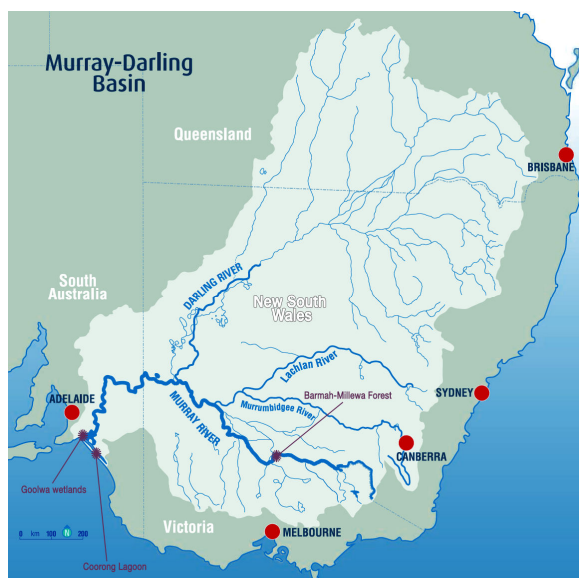 Murray-Darling
Basin
Queensland
BRISBANE
DARLING RIVER
South
Australia
New South
Wales
Lachlan River
Barmah-Millewa Forest
SYDNEY
ADELAIDE
MURRAY RIVER
Murrumbidgee River
CANBERRA
Goolwa wetlands
Victoria
MELBOURNE
0 km 100 N 200
Coorong Lagoon